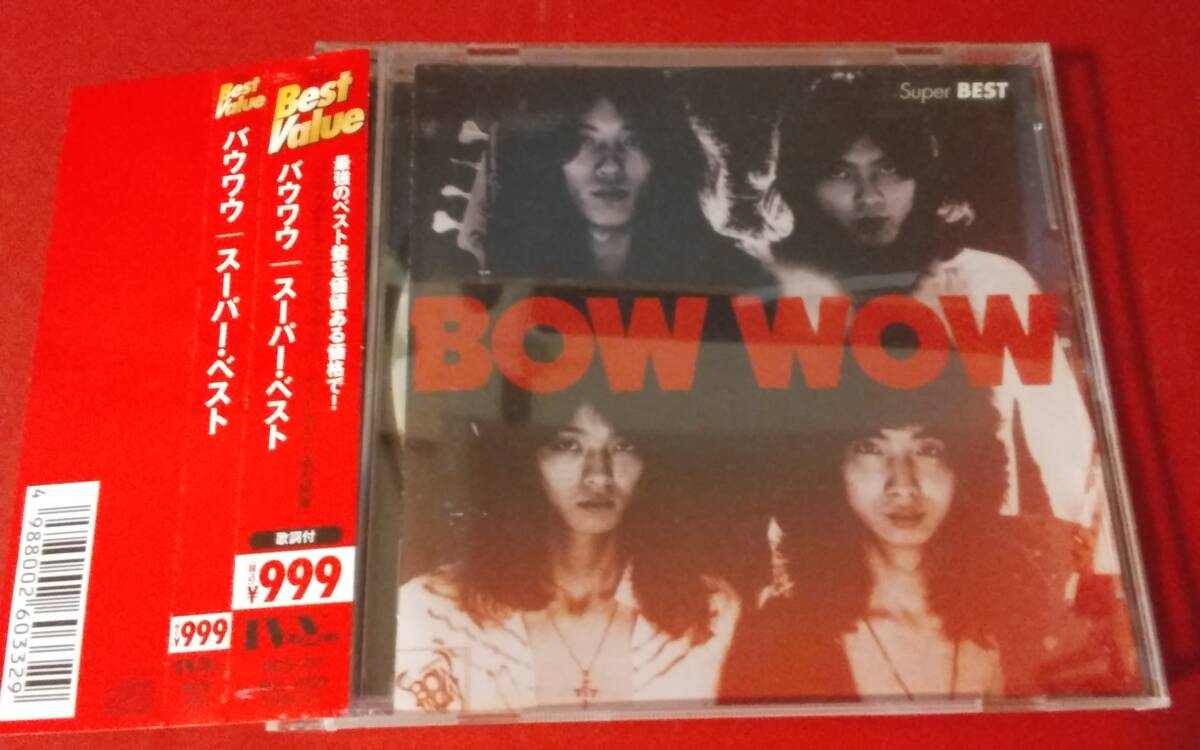 Best
Value
バウワウ｜スーパー・ベスト
Best
Value
バウワウ｜スーパー・ベスト
最強のベスト盤を価値ある価格で！
歌詞付
税込
¥999
¥999
4 988002 603329
Super BEST
BOW WOW